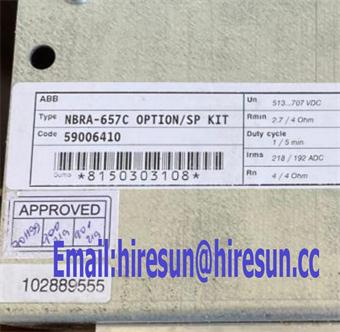 ABB
Type NBRA-657C OPTION/SP KIT
Code 59006410
*8150303108*
Un 513...707 VDC
Rmin 2.7 / 4 Ohm
Duty cycle
1 / 5 min
Irms 218 / 192 ADC
Rn 4 / 4 Ohm
APPROVED
Email:hiresun@hiresun.cc
102889555